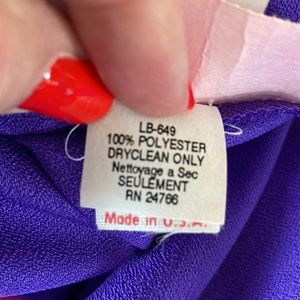 LB-649
100% POLYESTER
DRYCLEAN ONLY
Nettoyage a Sec
SEULEMENT
RN 24766
Made in U.S.A.